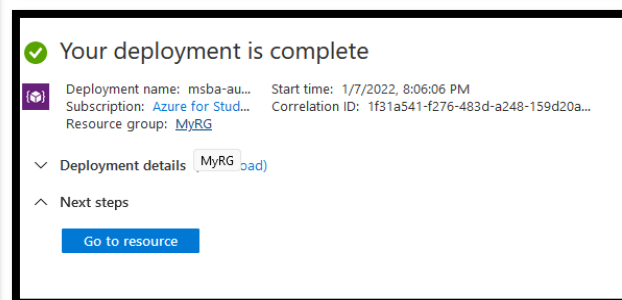 Your deployment is complete
Deployment name: msba-au... Start time: 1/7/2022, 8:06:06 PM
Subscription: Azure for Stud... Correlation ID: 1f31a541-f276-483d-a248-159d20a...
Resource group: MyRG
Deployment details oad)
MyRG
Next steps
Go to resource